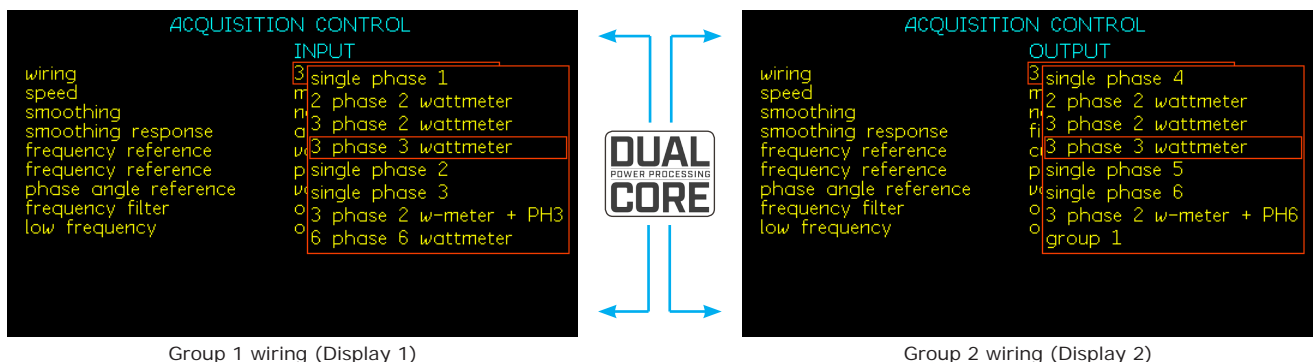 ACQUISITION CONTROL
INPUT
wiring 3
speed m
smoothing n
smoothing response a
frequency reference v
frequency reference p
phase angle reference v
frequency filter o
low frequency o
single phase 1
2 phase 2 wattmeter
3 phase 2 wattmeter
3 phase 3 wattmeter
single phase 2
single phase 3
3 phase 2 w-meter + PH3
6 phase 6 wattmeter
Group 1 wiring (Display 1)
DUAL
POWER PROCESSING
CORE
ACQUISITION CONTROL
OUTPUT
wiring 3
speed m
smoothing n
smoothing response fi
frequency reference c
frequency reference p
phase angle reference v
frequency filter o
low frequency o
single phase 4
2 phase 2 wattmeter
3 phase 2 wattmeter
3 phase 3 wattmeter
single phase 5
single phase 6
3 phase 2 w-meter + PH6
group 1
Group 2 wiring (Display 2)